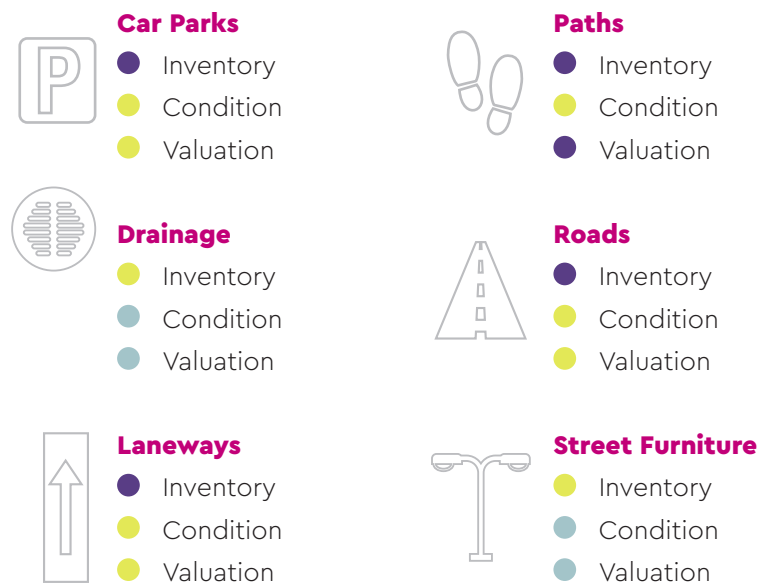 Car Parks
P
Inventory
Condition
Valuation
Paths
Inventory
Condition
Valuation
Drainage
Inventory
Condition
Valuation
Roads
Inventory
Condition
Valuation
Laneways
Inventory
Condition
Valuation
Street Furniture
Inventory
Condition
Valuation